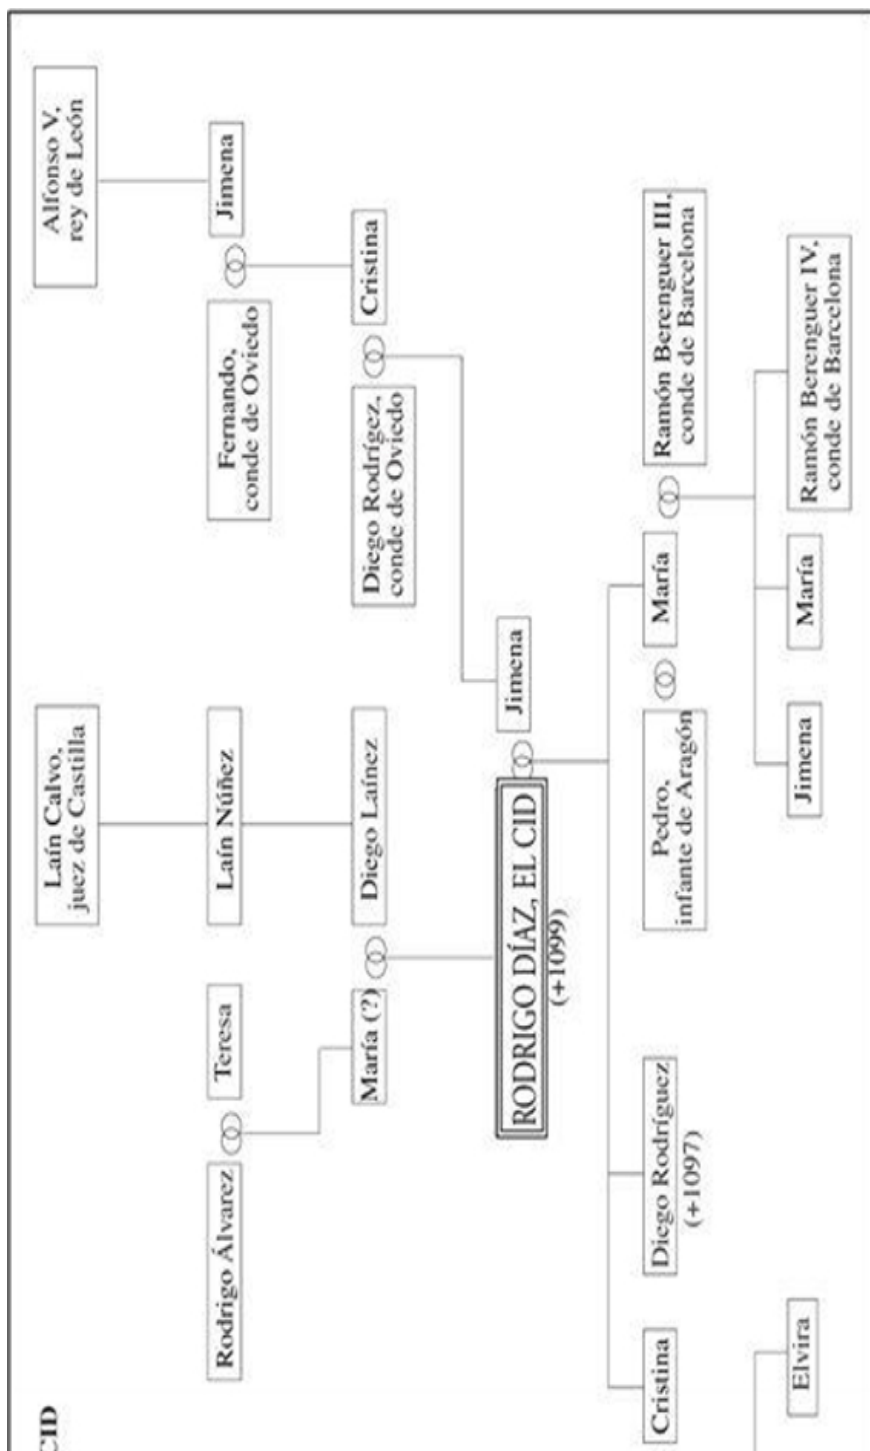 CID
Laín Calvo,
juez de Castilla
Alfonso V,
rey de León
Rodrigo Álvarez
Teresa
Laín Núñez
Fernando,
conde de Oviedo
Jimena
María (?)
Diego Laínez
Diego Rodrígez,
conde de Oviedo
Cristina
RODRIGO DÍAZ, EL CID
(+1099)
Jimena
Cristina
Diego Rodríguez
(+1097)
Pedro,
infante de Aragón
María
Ramón Berenguer III,
conde de Barcelona
Elvira
Jimena
María
Ramón Berenguer IV,
conde de Barcelona